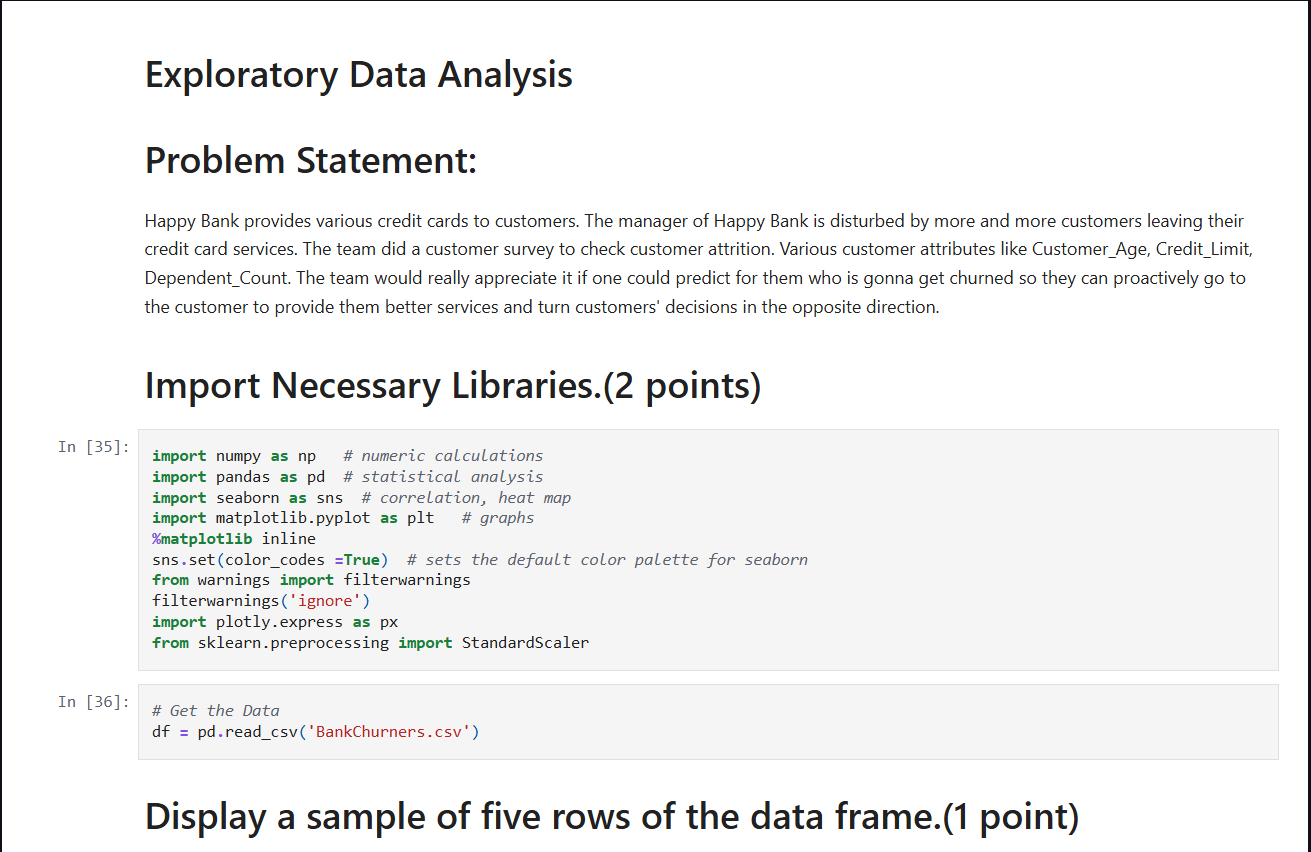 Exploratory Data Analysis
Problem Statement:
Happy Bank provides various credit cards to customers. The manager of Happy Bank is disturbed by more and more customers leaving their
credit card services. The team did a customer survey to check customer attrition. Various customer attributes like Customer_Age, Credit_Limit,
Dependent_Count. The team would really appreciate it if one could predict for them who is gonna get churned so they can proactively go to
the customer to provide them better services and turn customers' decisions in the opposite direction.
Import Necessary Libraries.(2 points)
In [35]:
import numpy as np   # numeric calculations
import pandas as pd  # statistical analysis
import seaborn as sns  # correlation, heat map
import matplotlib.pyplot as plt   # graphs
%matplotlib inline
sns.set(color_codes =True)  # sets the default color palette for seaborn
from warnings import filterwarnings
filterwarnings('ignore')
import plotly.express as px
from sklearn.preprocessing import StandardScaler
In [36]:
# Get the Data
df = pd.read_csv('BankChurners.csv')
Display a sample of five rows of the data frame.(1 point)